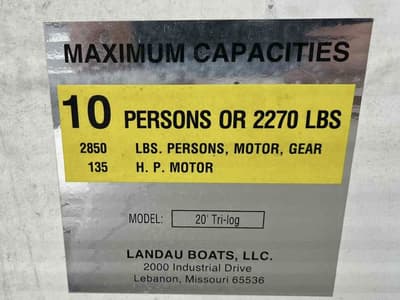 MAXIMUM CAPACITIES
10 PERSONS OR 2270 LBS
2850 LBS. PERSONS, MOTOR, GEAR
135 H. P. MOTOR
MODEL: 20' Tri-log
LANDAU BOATS, LLC.
2000 Industrial Drive
Lebanon, Missouri 65536